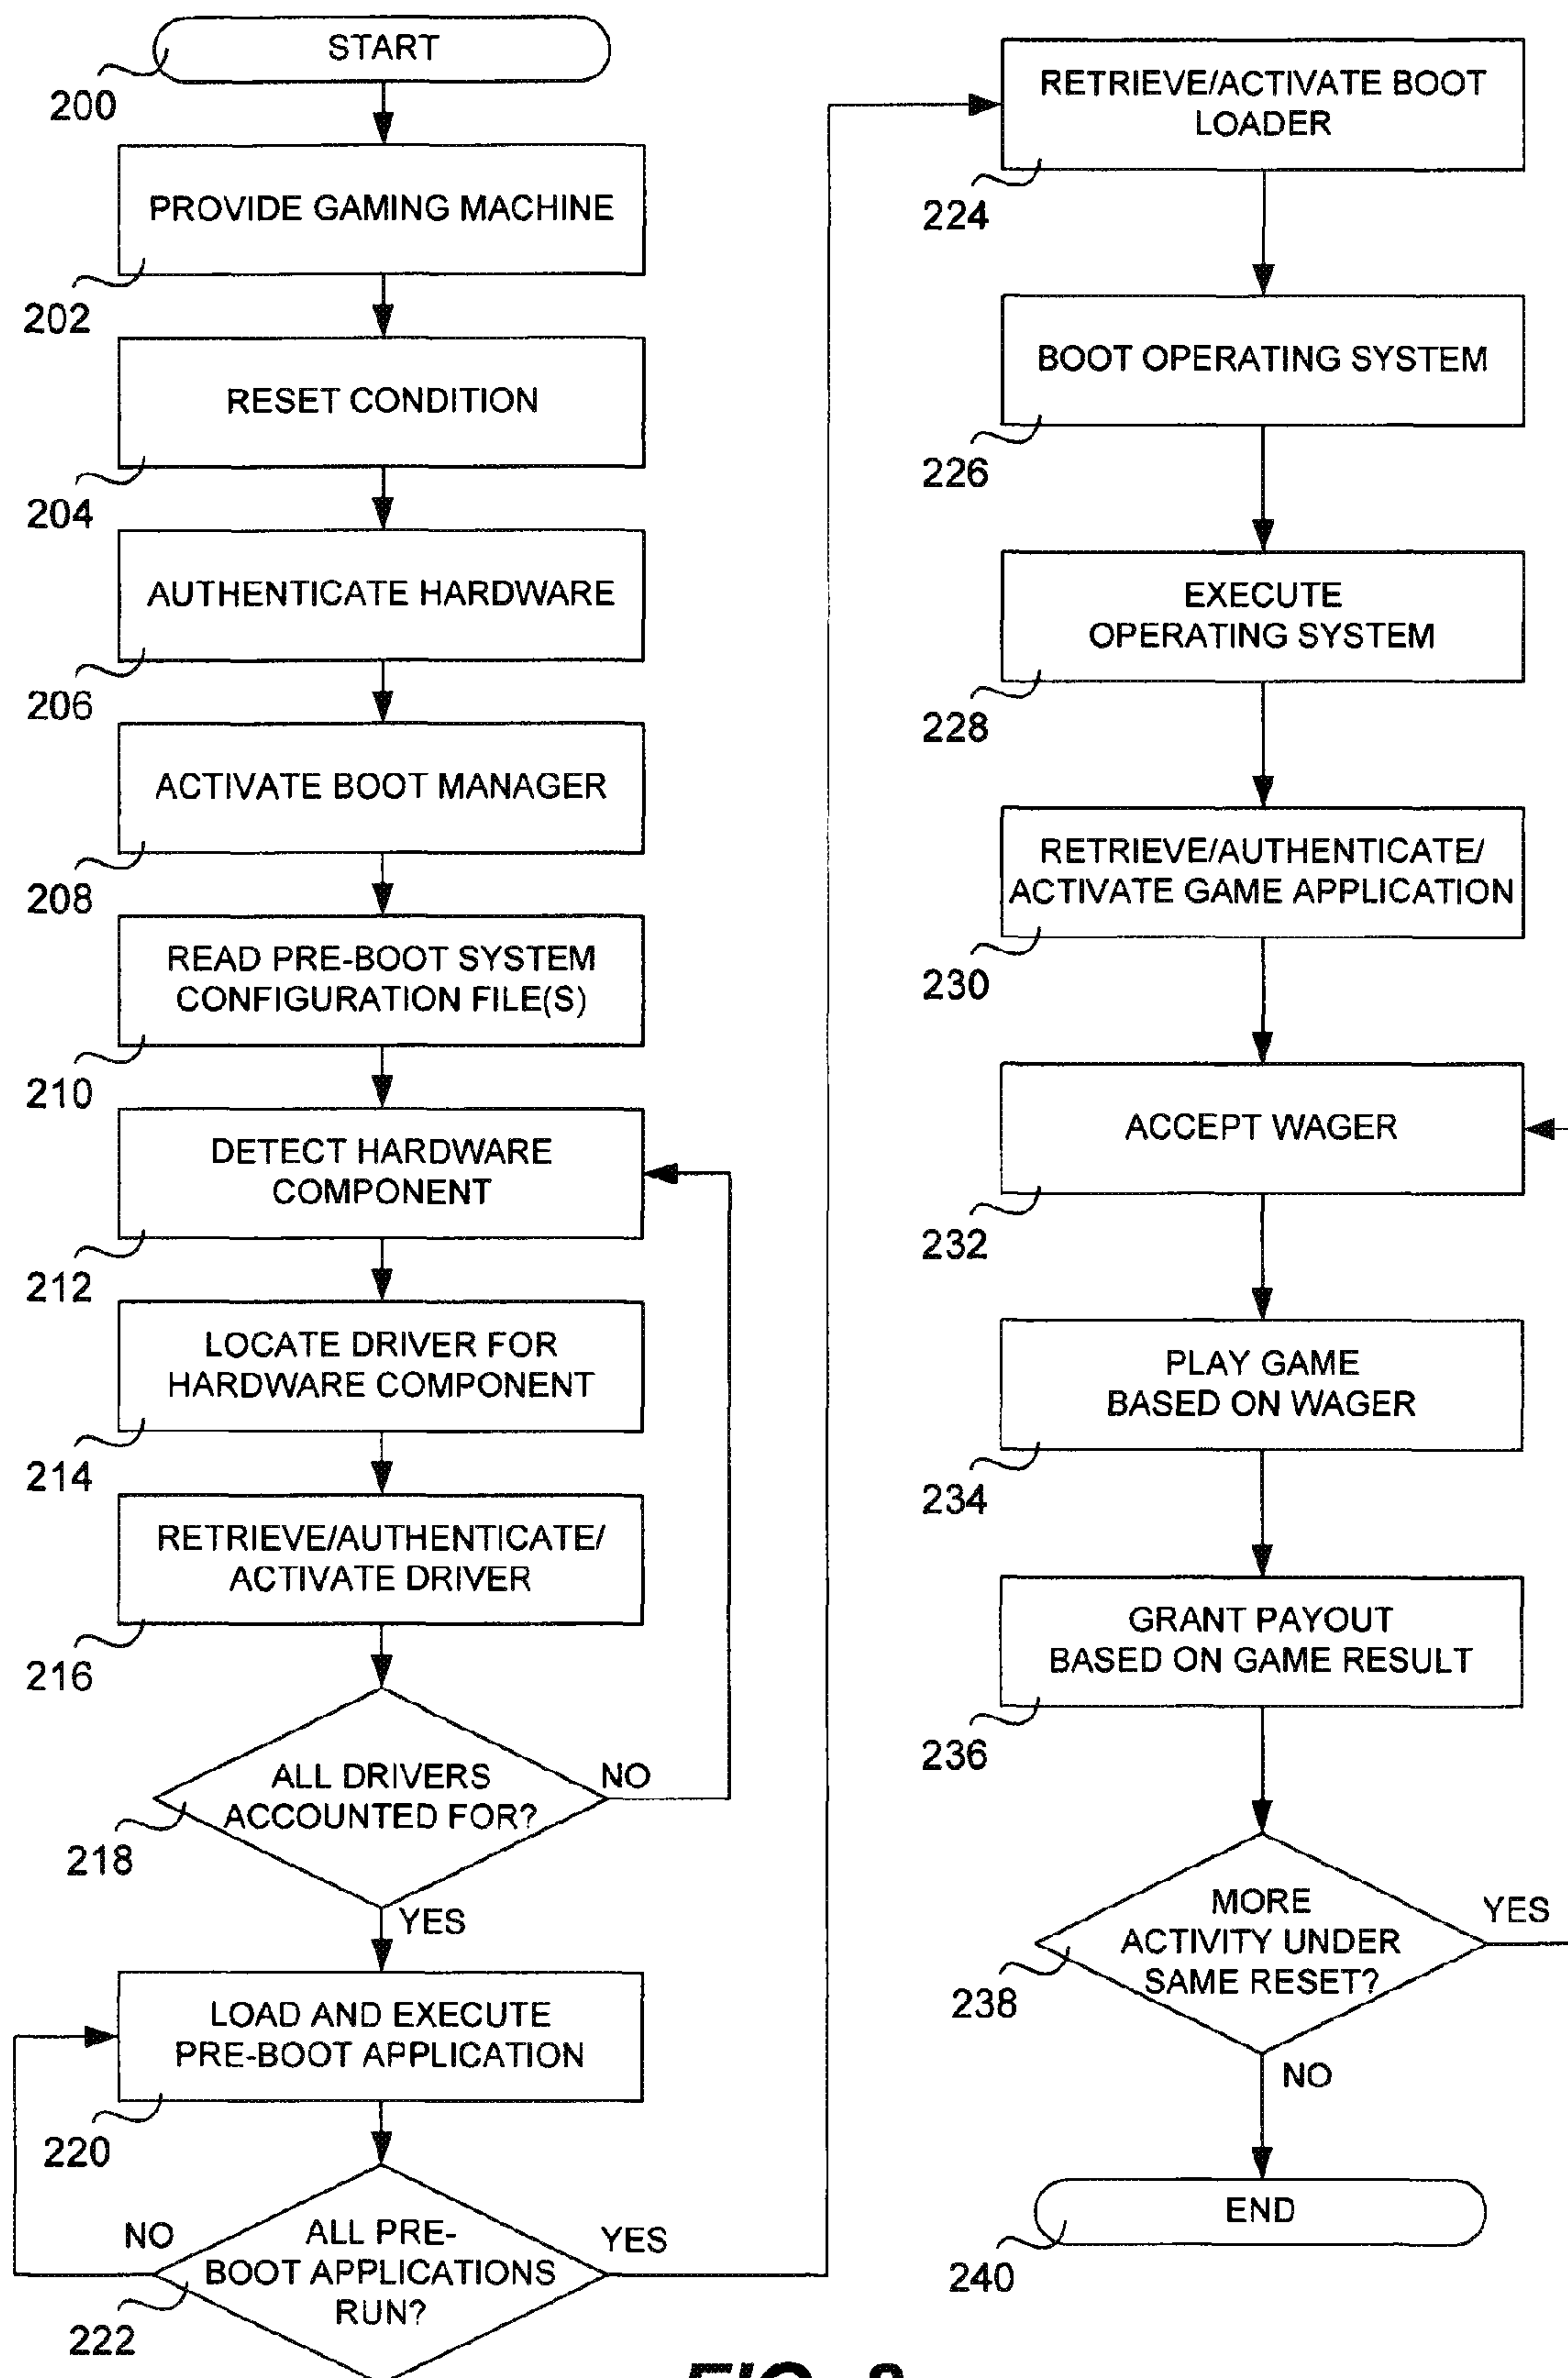 START
200
PROVIDE GAMING MACHINE
202
RESET CONDITION
204
AUTHENTICATE HARDWARE
206
ACTIVATE BOOT MANAGER
208
READ PRE-BOOT SYSTEM
CONFIGURATION FILE(S)
210
DETECT HARDWARE
COMPONENT
212
LOCATE DRIVER FOR
HARDWARE COMPONENT
214
RETRIEVE/AUTHENTICATE/
ACTIVATE DRIVER
216
ALL DRIVERS
ACCOUNTED FOR?
NO
218
YES
LOAD AND EXECUTE
PRE-BOOT APPLICATION
220
NO
ALL PRE-
BOOT APPLICATIONS
RUN?
YES
222
RETRIEVE/ACTIVATE BOOT
LOADER
224
BOOT OPERATING SYSTEM
226
EXECUTE
OPERATING SYSTEM
228
RETRIEVE/AUTHENTICATE/
ACTIVATE GAME APPLICATION
230
ACCEPT WAGER
232
PLAY GAME
BASED ON WAGER
234
GRANT PAYOUT
BASED ON GAME RESULT
236
MORE
ACTIVITY UNDER
SAME RESET?
YES
238
NO
END
240